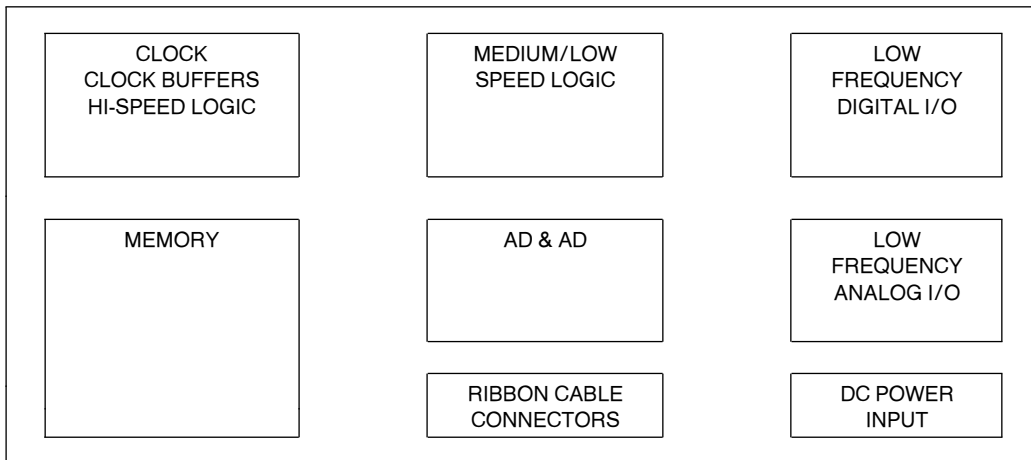 CLOCK
CLOCK BUFFERS
HI-SPEED LOGIC
MEDIUM/LOW
SPEED LOGIC
LOW
FREQUENCY
DIGITAL I/O
MEMORY
AD & AD
LOW
FREQUENCY
ANALOG I/O
RIBBON CABLE
CONNECTORS
DC POWER
INPUT